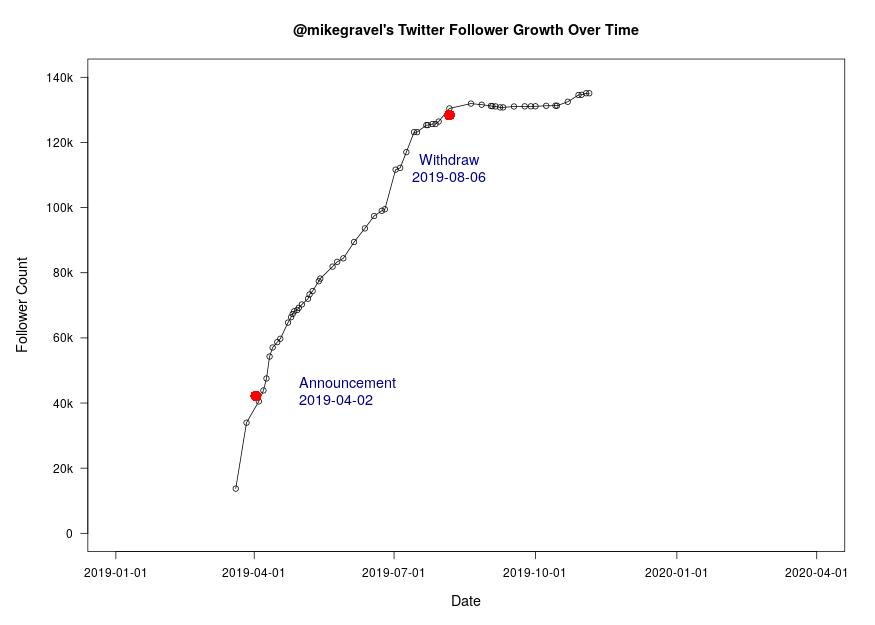 @mikegravel's Twitter Follower Growth Over Time
140k
120k
100k
80k
60k
40k
20k
0
Follower Count
Withdraw
2019-08-06
Announcement
2019-04-02
2019-01-01
2019-04-01
2019-07-01
2019-10-01
2020-01-01
2020-04-01
Date